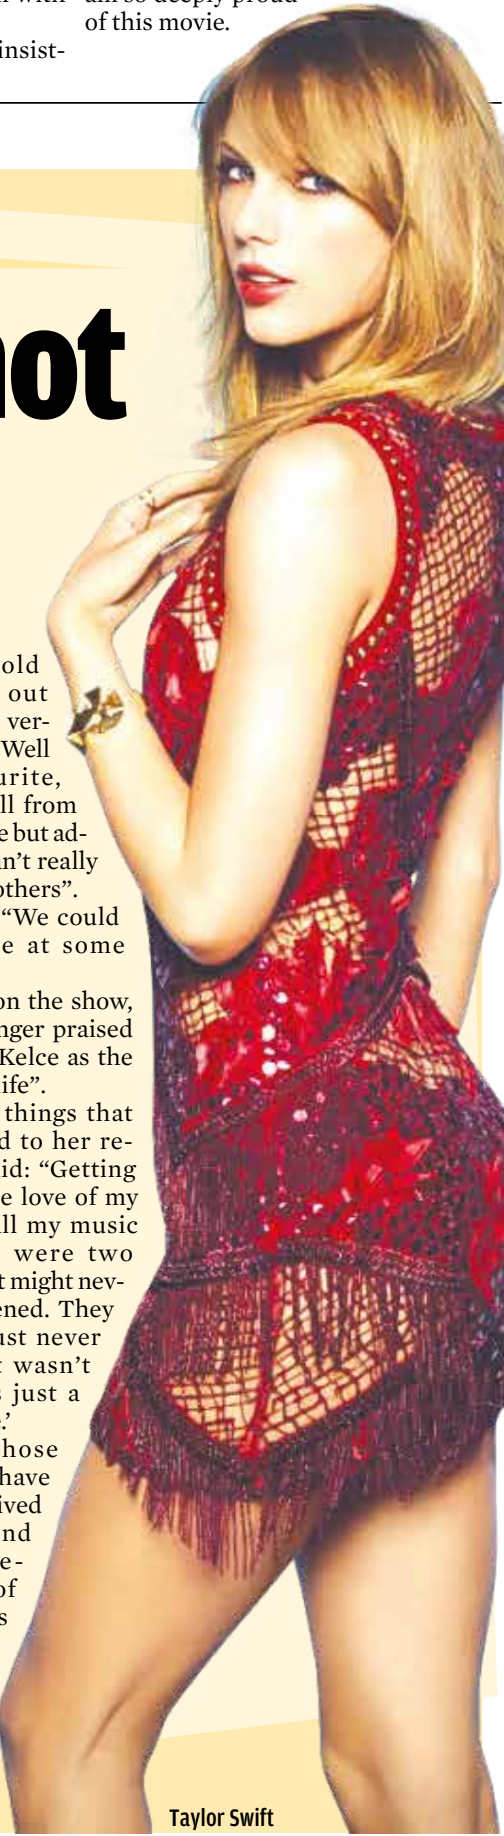 with
insist-
am so deeply proud
of this movie.
not
old
out
ver-
Well
urite,
ll from
e but ad-
n't really
others".
“We could
e at some
on the show,
nger praised
Kelce as the
life”.
things that
d to her re-
id: “Getting
e love of my
ll my music
were two
t might nev-
ened. They
ust never
t wasn't
s just a
.’
hose
have
ived
nd
e-
of
s
Taylor Swift